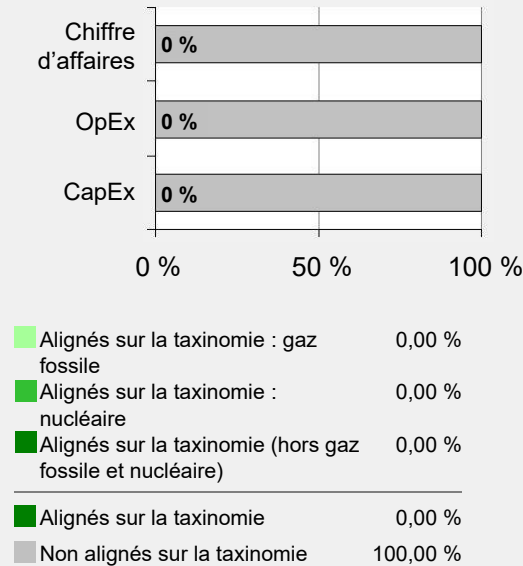 Chiffre
d’affaires
0 %
OpEx
0 %
CapEx
0 %
0 %
50 %
100 %
Alignés sur la taxinomie : gaz 0,00 %
fossile
Alignés sur la taxinomie : 0,00 %
nucléaire
Alignés sur la taxinomie (hors gaz 0,00 %
fossile et nucléaire)
Alignés sur la taxinomie 0,00 %
Non alignés sur la taxinomie 100,00 %